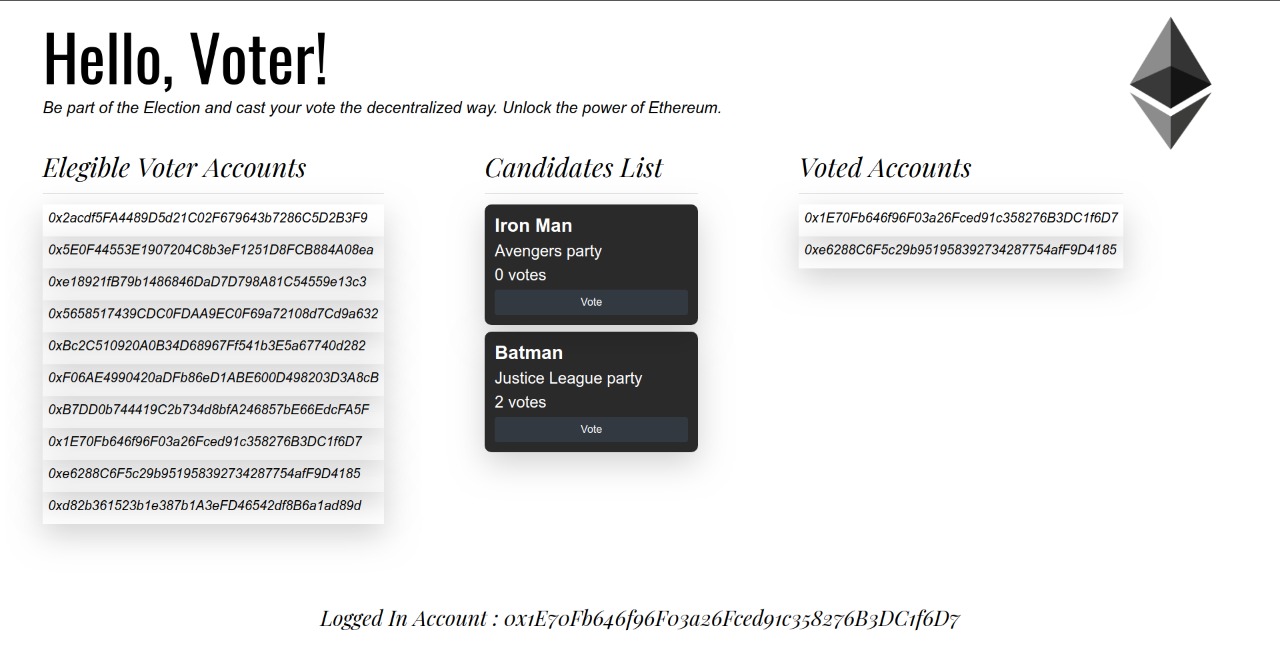 Hello, Voter!
Be part of the Election and cast your vote the decentralized way. Unlock the power of Ethereum.
Elegible Voter Accounts
0x2acdf5FA4489D5d21C02F679643b7286C5D2B3F9
0x5E0F44553E1907204C8b3eF1251D8FCB884A08ea
0xe18921fB79b1486846DaD7D798A81C54559e13c3
0x5658517439CDC0FDAA9EC0F69a72108d7Cd9a632
0xBc2C510920A0B34D68967Ff541b3E5a67740d282
0xF06AE4990420aDFb86eD1ABE600D498203D3A8cB
0xB7DD0b744419C2b734d8bfA246857bE66EdcFA5F
0x1E70Fb646f96F03a26Fced91c358276B3DC1f6D7
0xe6288C6F5c29b951958392734287754afF9D4185
0xd82b361523b1e387b1A3eFD46542df8B6a1ad89d
Candidates List
Iron Man
Avengers party
0 votes
Vote
Batman
Justice League party
2 votes
Vote
Voted Accounts
0x1E70Fb646f96F03a26Fced91c358276B3DC1f6D7
0xe6288C6F5c29b951958392734287754afF9D4185
Logged In Account : 0x1E70Fb646f96F03a26Fced91c358276B3DC1f6D7